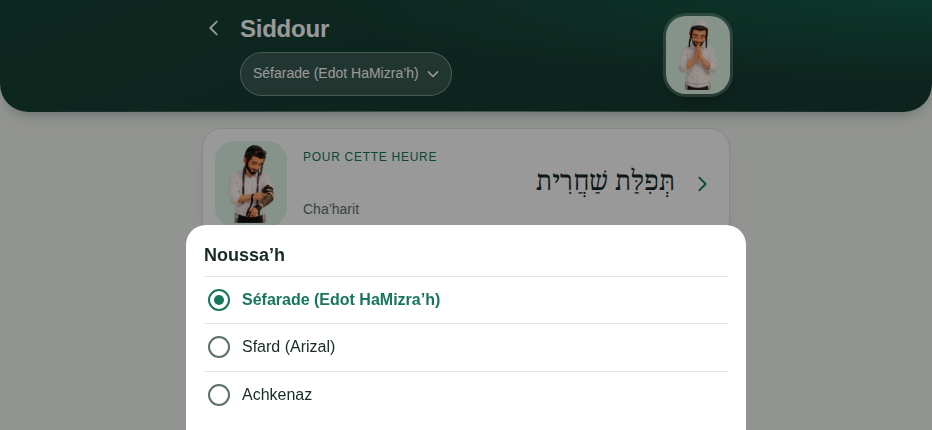 Siddour
Séfarade (Edot HaMizra’h)
POUR CETTE HEURE
תְּפִלַּת שַׁחֲרִית
Cha’harit
Noussa’h
Séfarade (Edot HaMizra’h)
Sfard (Arizal)
Achkenaz